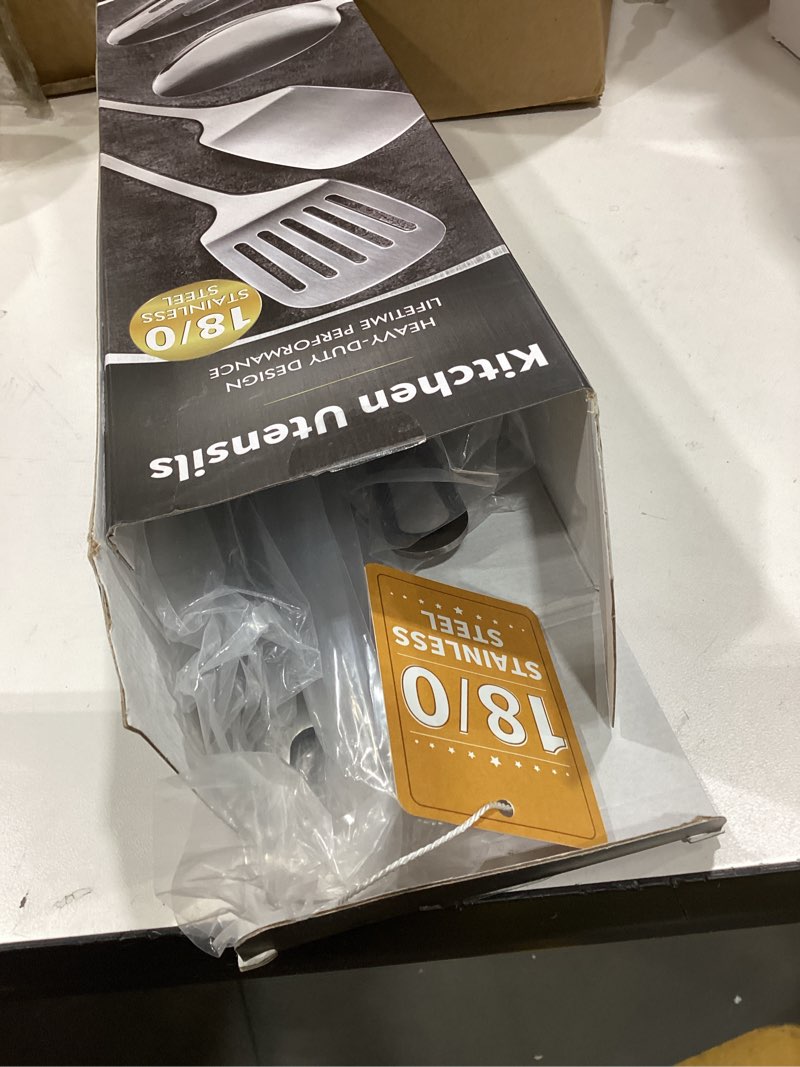 Kitchen Utensils
HEAVY-DUTY DESIGN
LIFETIME PERFORMANCE
18/0
STAINLESS
STEEL
18/0
STAINLESS
STEEL